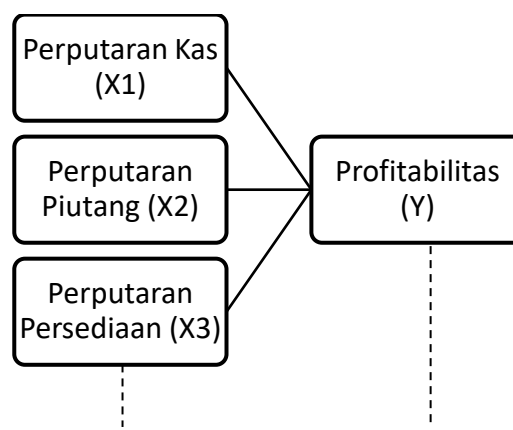 Perputaran Kas
(X1)
Perputaran
Piutang (X2)
Perputaran
Persediaan (X3)
Profitabilitas
(Y)